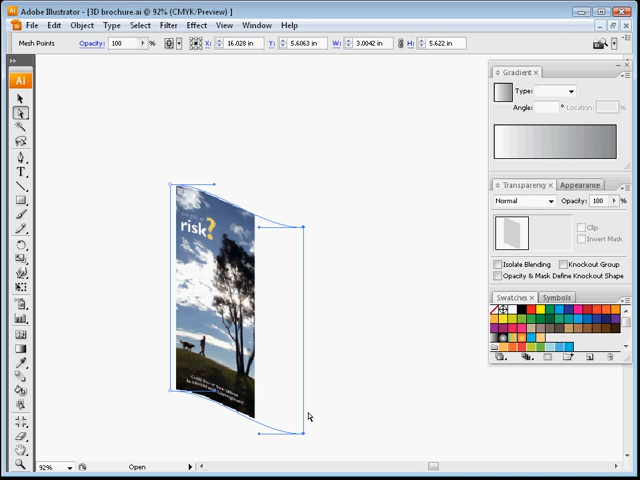 Adobe Illustrator - [3D brochure.ai @ 92% (CMYK/Preview) ]
File Edit Object Type Select Filter Effect View Window Help
Mesh Points Opacity: 100 % X: 16.028 in Y: 5.6063 in W: 3.0042 in H: 5.622 in
Ai
Gradient ×
Type:
Angle: ° Location: %
Transparency × Appearance
Normal Opacity: 100 %
Clip
Invert Mask
Isolate Blending Knockout Group
Opacity & Mask Define Knockout Shape
Swatches × Symbols
risk?
92% Open